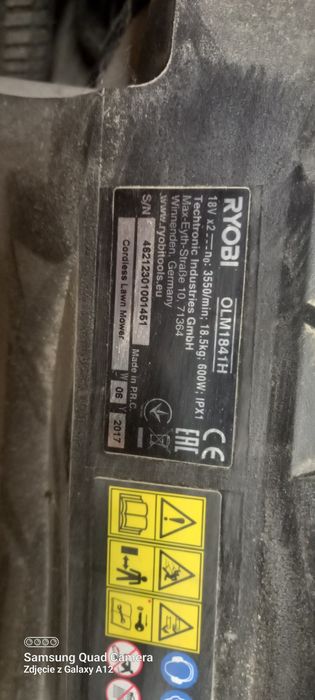 RYOBI OLM1841H
18V x2 ⎓ n₀: 3550/min; 18.5kg; 600W; IPX1
Techtronic Industries GmbH
Max-Eyth-Straße 10, 71364
Winnenden, Germany
www.ryobitools.eu
CE
EAC
S/N 46212301001451
Made in P.R.C.
Cordless Lawn Mower W 06 Y 2017
Samsung Quad Camera
Zdjęcie z Galaxy A12